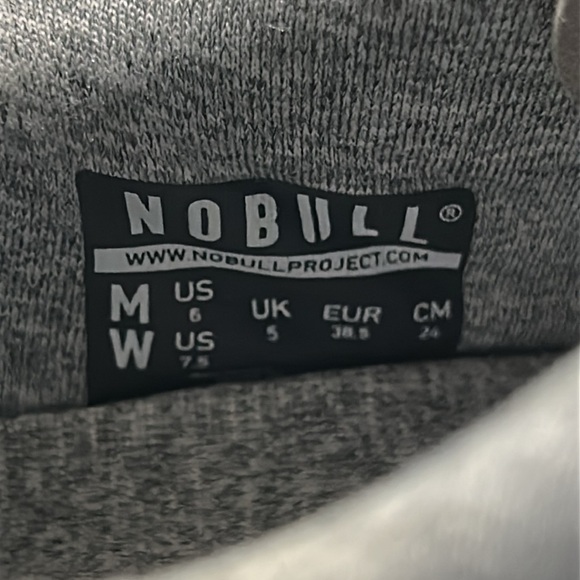 NOBULL®
WWW.NOBULLPROJECT.COM
M US 6 UK 5 EUR 38.5 CM 24
W US 7.5